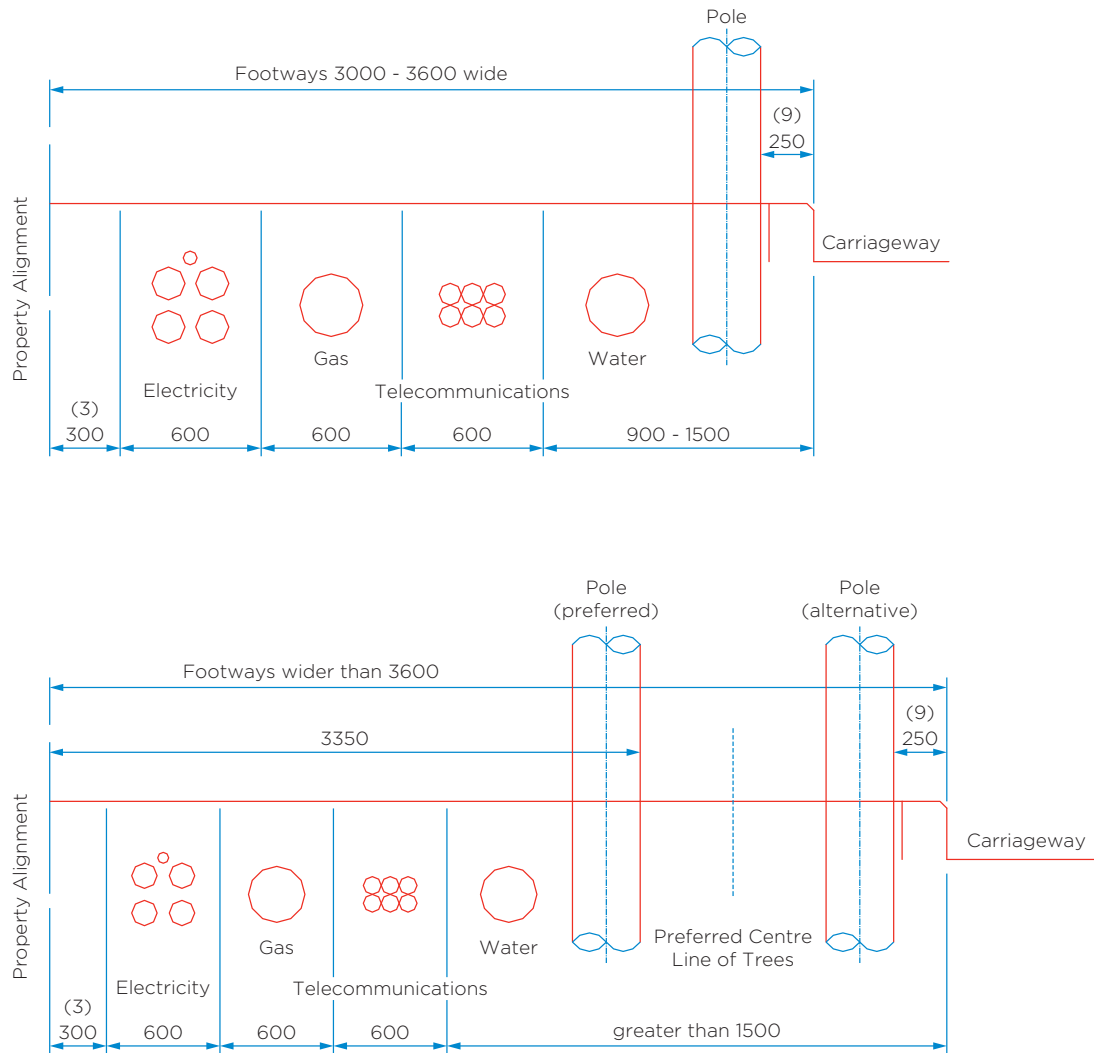 Pole
Footways 3000 - 3600 wide
(9)
250
Property Alignment
Carriageway
Gas
Water
Electricity
Telecommunications
(3)
300
600
600
600
900 - 1500
Pole
(preferred)
Pole
(alternative)
Footways wider than 3600
(9)
250
3350
Property Alignment
Carriageway
Gas
Water
Preferred Centre
Line of Trees
Electricity
Telecommunications
(3)
300
600
600
600
greater than 1500